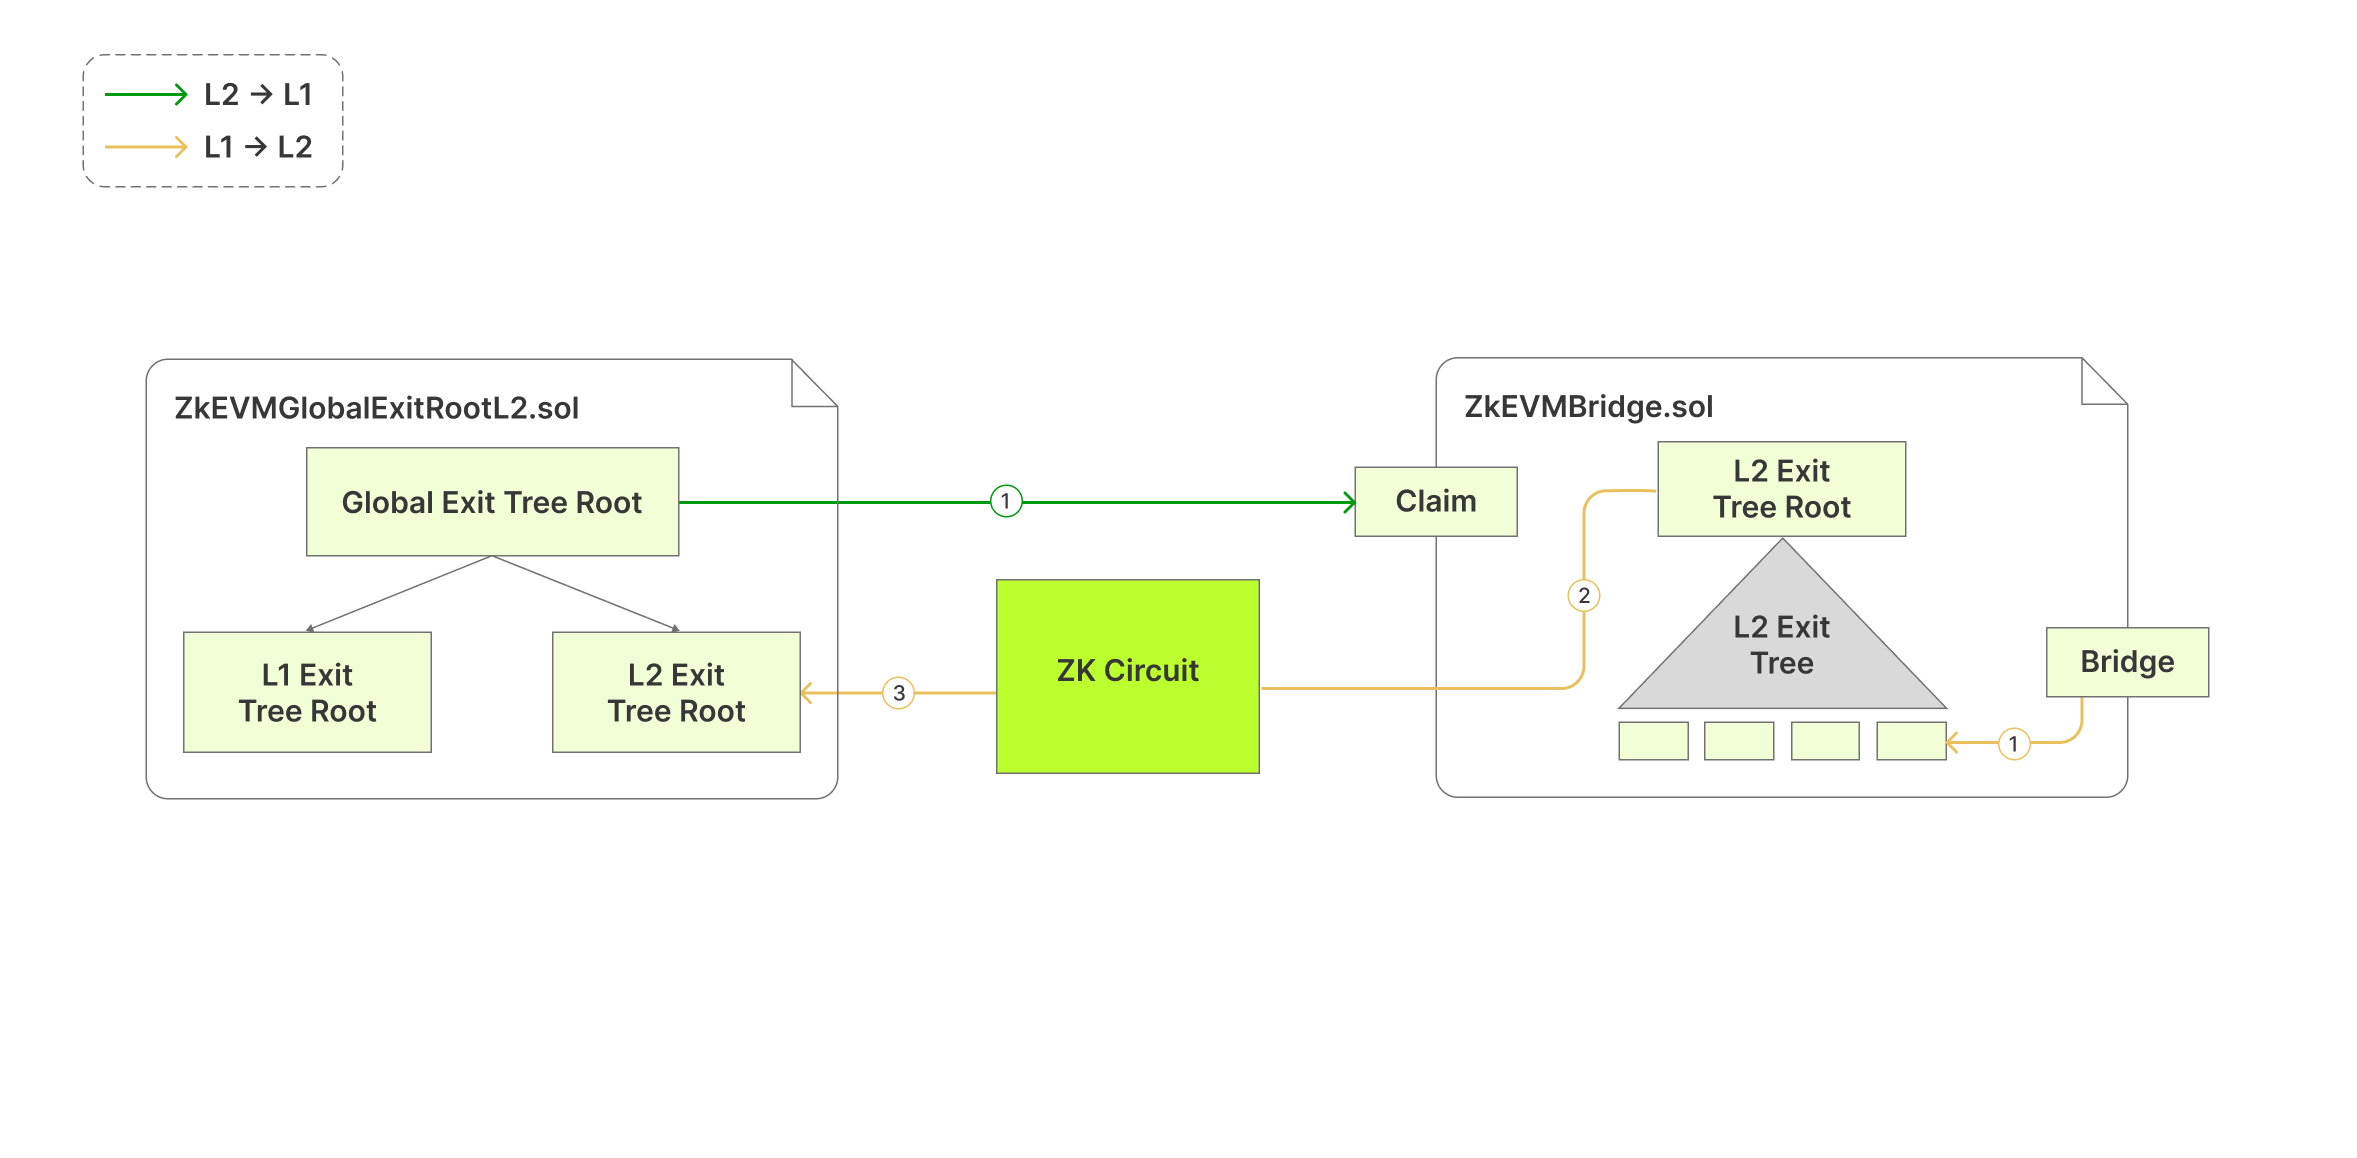 L2 → L1
L1 → L2
ZkEVMGlobalExitRootL2.sol
Global Exit Tree Root
L1 Exit
Tree Root
L2 Exit
Tree Root
1
3
ZK Circuit
ZkEVMBridge.sol
Claim
L2 Exit
Tree Root
2
L2 Exit
Tree
Bridge
1